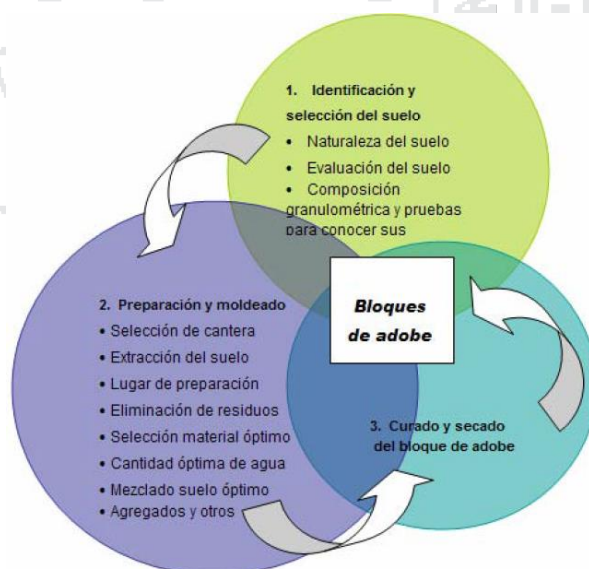 1. Identificación y
selección del suelo
• Naturaleza del suelo
• Evaluación del suelo
• Composición
granulométrica y pruebas
para conocer sus
Bloques
de adobe
2. Preparación y moldeado
• Selección de cantera
• Extracción del suelo
• Lugar de preparación
• Eliminación de residuos
• Selección material óptimo
• Cantidad óptima de agua
• Mezclado suelo óptimo
• Agregados y otros
3. Curado y secado
del bloque de adobe